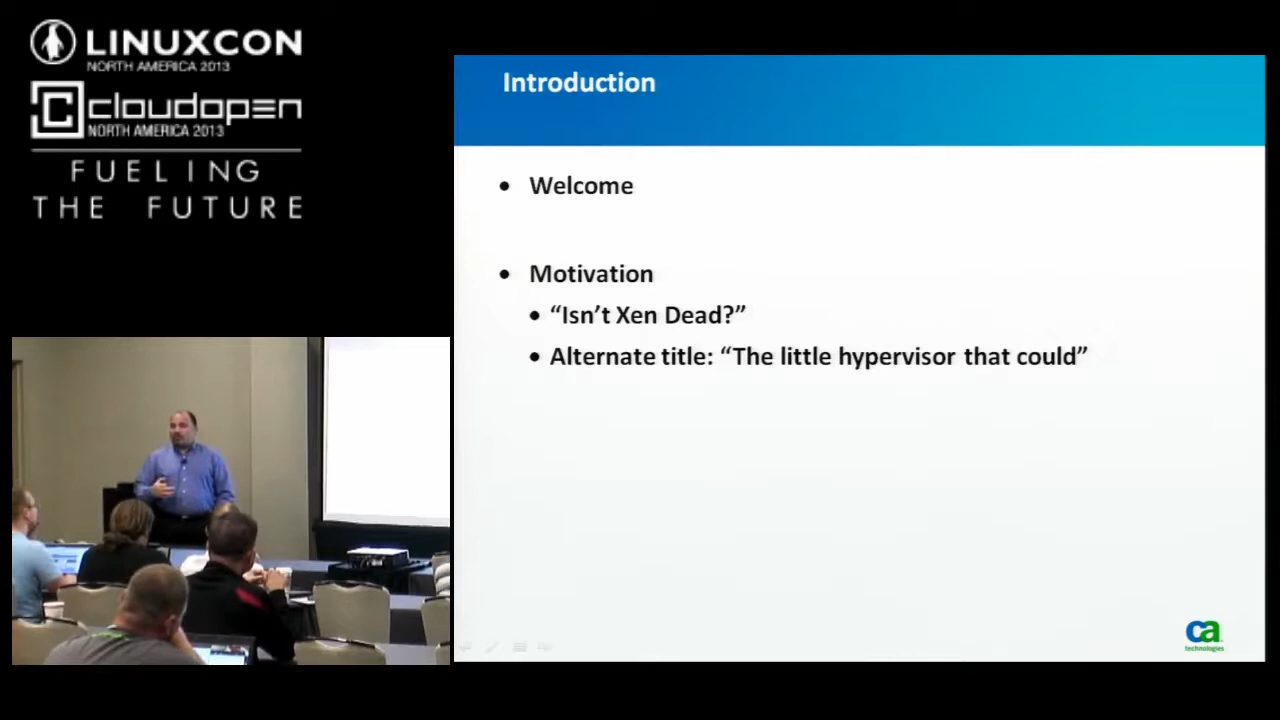 LINUXCON
NORTH AMERICA 2013
cloudopen
NORTH AMERICA 2013
FUELING
THE FUTURE
Introduction
• Welcome
• Motivation
• “Isn’t Xen Dead?”
• Alternate title: “The little hypervisor that could”
ca
technologies